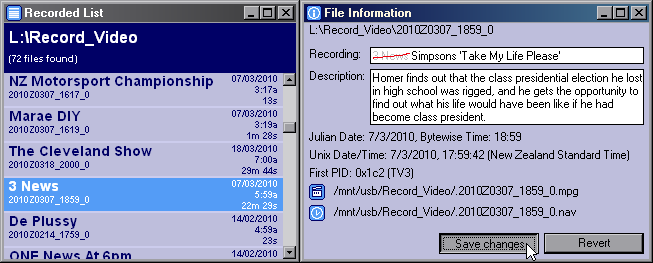 Recorded List
L:\Record_Video
(72 files found)
NZ Motorsport Championship 07/03/2010
2010Z0307_1617_0 3:17a
13s
Marae DIY 07/03/2010
2010Z0307_1619_0 3:19a
1m 28s
The Cleveland Show 18/03/2010
2010Z0318_2000_0 7:00a
29m 44s
3 News 07/03/2010
2010Z0307_1859_0 5:59a
22m 29s
De Plussy 14/02/2010
2010Z0214_1759_0 4:59a
23s
ONE News At 6pm 14/02/2010
File Information
L:\Record_Video\2010Z0307_1859_0
Recording: 3 News Simpsons 'Take My Life Please'
Description: Homer finds out that the class presidential election he lost
in high school was rigged, and he gets the opportunity to
find out what his life would have been like if he had
become class president.
Julian Date: 7/3/2010, Bytewise Time: 18:59
Unix Date/Time: 7/3/2010, 17:59:42 (New Zealand Standard Time)
First PID: 0x1c2 (TV3)
/mnt/usb/Record_Video/.2010Z0307_1859_0.mpg
/mnt/usb/Record_Video/.2010Z0307_1859_0.nav
Save changes Revert